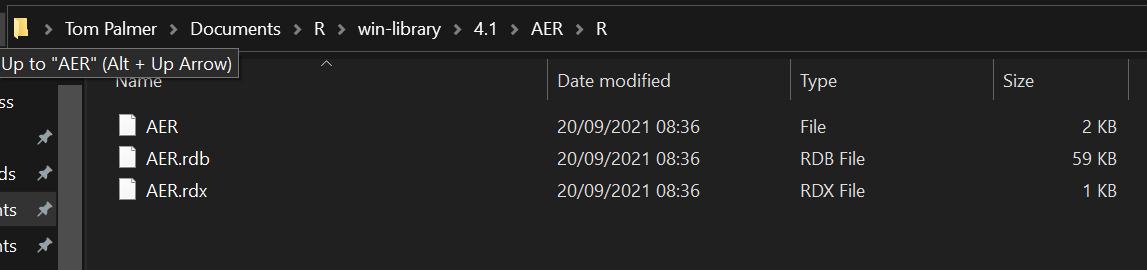 Tom Palmer > Documents > R > win-library > 4.1 > AER > R
Up to "AER" (Alt + Up Arrow)
Name Date modified Type Size
ss
AER 20/09/2021 08:36 File 2 KB
AER.rdb 20/09/2021 08:36 RDB File 59 KB
ds
AER.rdx 20/09/2021 08:36 RDX File 1 KB
nts
nts